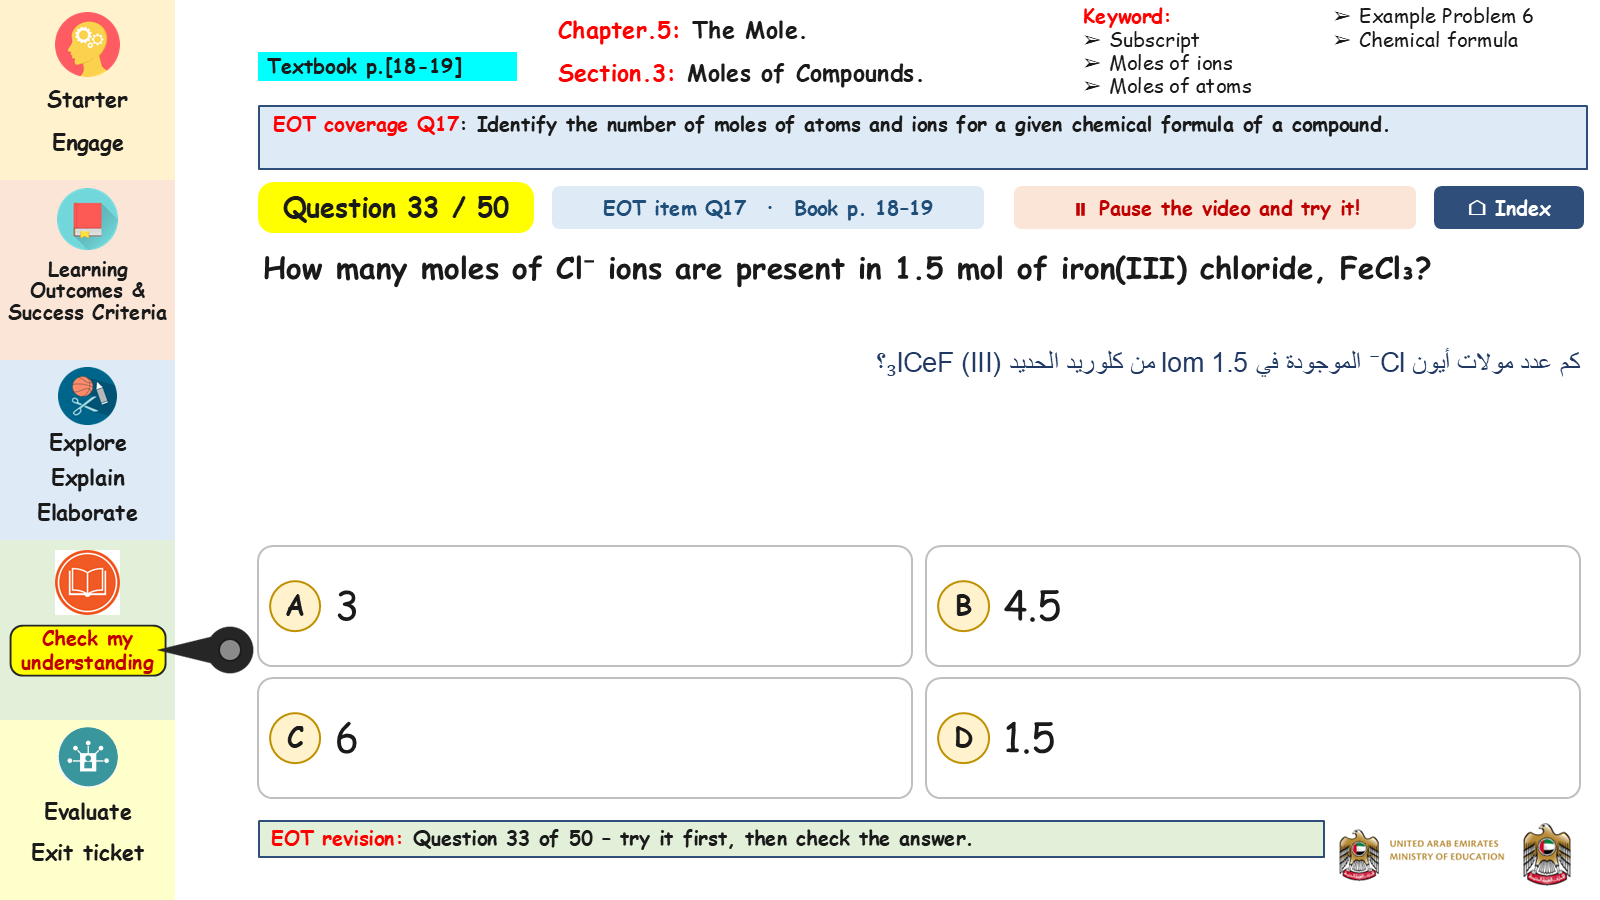 Starter
Engage
Learning
Outcomes &
Success Criteria
Explore
Explain
Elaborate
Check my
understanding
Evaluate
Exit ticket
Textbook p.[18-19]
Chapter.5: The Mole.
Section.3: Moles of Compounds.
Keyword:
➢ Subscript
➢ Moles of ions
➢ Moles of atoms
➢ Example Problem 6
➢ Chemical formula
EOT coverage Q17: Identify the number of moles of atoms and ions for a given chemical formula of a compound.
Question 33 / 50
EOT item Q17 · Book p. 18–19
⏸ Pause the video and try it!
☖ Index
How many moles of Cl⁻ ions are present in 1.5 mol of iron(III) chloride, FeCl₃?
كم عدد مولات أيون Cl⁻ الموجودة في 1.5 lom من كلوريد الحديد (III) lCeF₃؟
A 3
B 4.5
C 6
D 1.5
EOT revision: Question 33 of 50 – try it first, then check the answer.
UNITED ARAB EMIRATES
MINISTRY OF EDUCATION